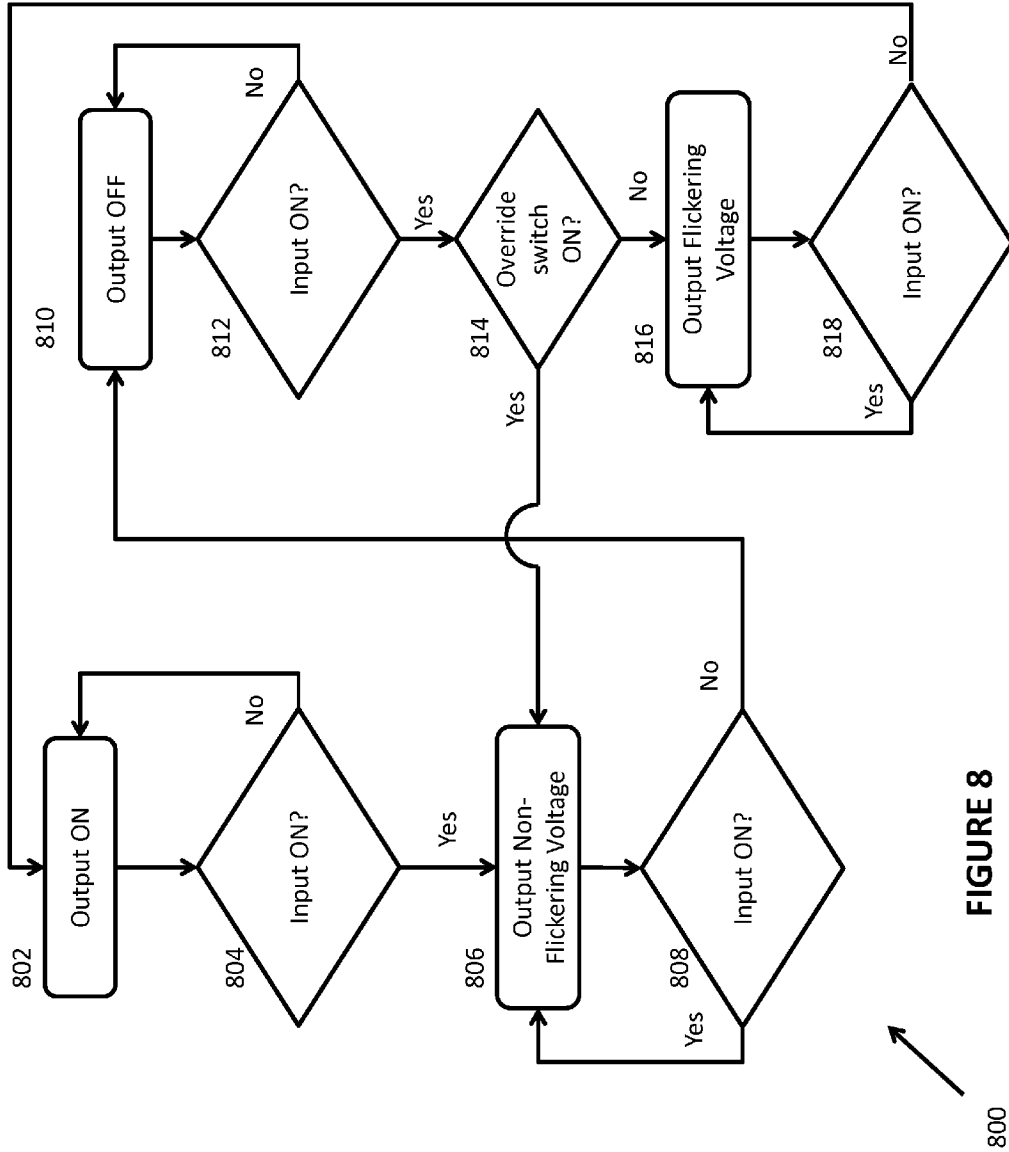 802
Output ON
804
Input ON?
No
Yes
806
Output Non-
Flickering Voltage
808
Input ON?
Yes
No
810
Output OFF
812
Input ON?
No
Yes
814
Override
switch
ON?
Yes
No
816
Output Flickering
Voltage
818
Input ON?
Yes
No
800
FIGURE 8